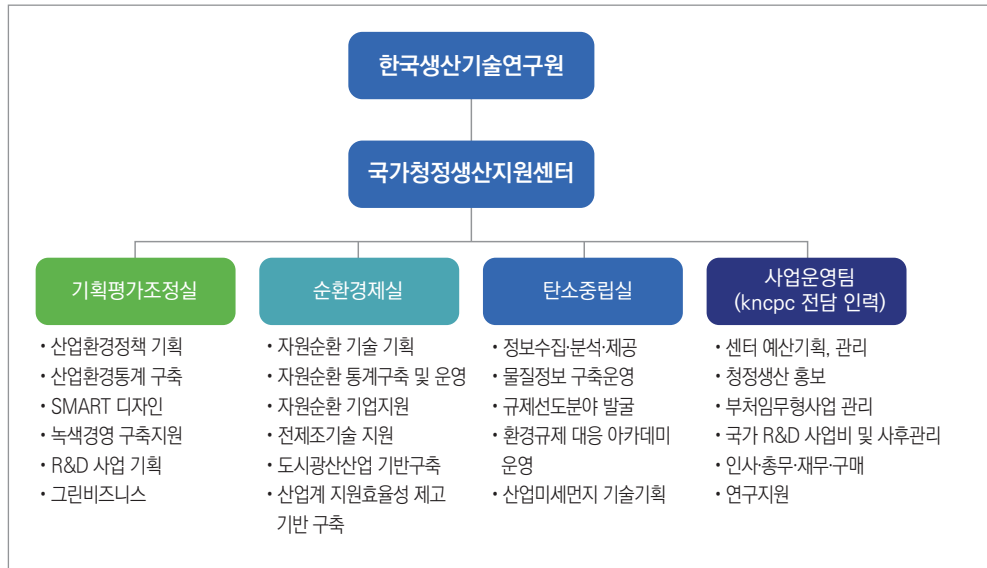 한국생산기술연구원
국가청정생산지원센터
기획평가조정실
• 산업환경정책 기획
• 산업환경통계 구축
• SMART 디자인
• 녹색경영 구축지원
• R&D 사업 기획
• 그린비즈니스
순환경제실
• 자원순환 기술 기획
• 자원순환 통계구축 및 운영
• 자원순환 기업지원
• 전제조기술 지원
• 도시광산산업 기반구축
• 산업계 지원효율성 제고
기반 구축
탄소중립실
• 정보수집·분석·제공
• 물질정보 구축운영
• 규제선도분야 발굴
• 환경규제 대응 아카데미
운영
• 산업미세먼지 기술기획
사업운영팀
(kncpc 전담 인력)
• 센터 예산기획, 관리
• 청정생산 홍보
• 부처임무형사업 관리
• 국가 R&D 사업비 및 사후관리
• 인사·총무·재무·구매
• 연구지원